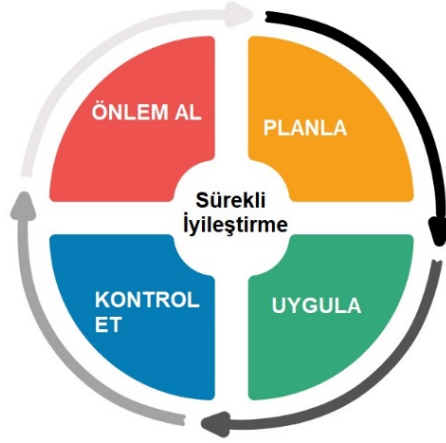 ÖNLEM AL
PLANLA
Sürekli
İyileştirme
KONTROL
ET
UYGULA